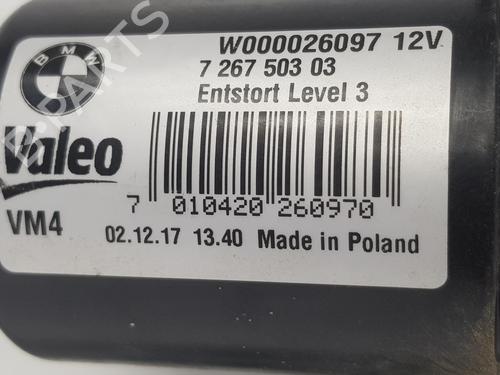 BMW
W000026097 12V
7 267 503 03
Entstort Level 3
Valeo
7 010420 260970
VM4
02.12.17 13.40 Made in Poland
B-PARTS